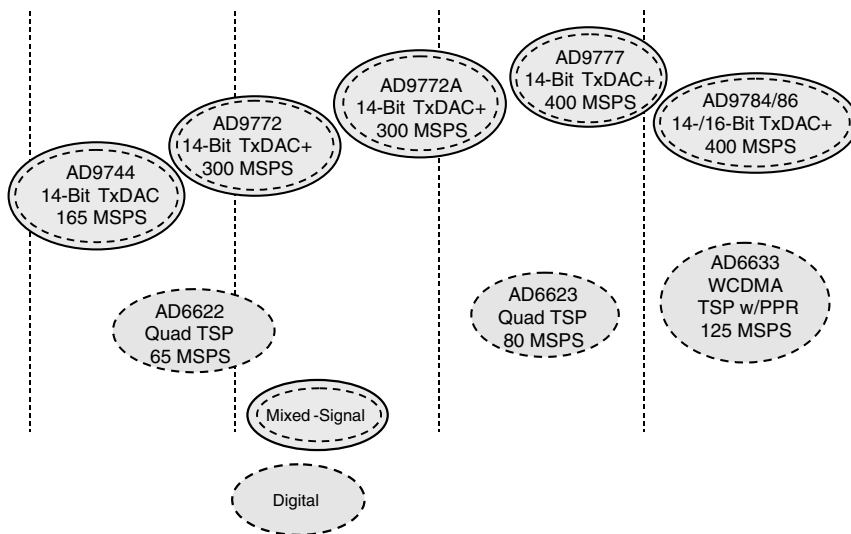 AD9744
14-Bit TxDAC
165 MSPS
AD9772
14-Bit TxDAC+
300 MSPS
AD9772A
14-Bit TxDAC+
300 MSPS
AD9777
14-Bit TxDAC+
400 MSPS
AD9784/86
14-/16-Bit TxDAC+
400 MSPS
AD6622
Quad TSP
65 MSPS
AD6623
Quad TSP
80 MSPS
AD6633
WCDMA
TSP w/PPR
125 MSPS
Mixed-Signal
Digital